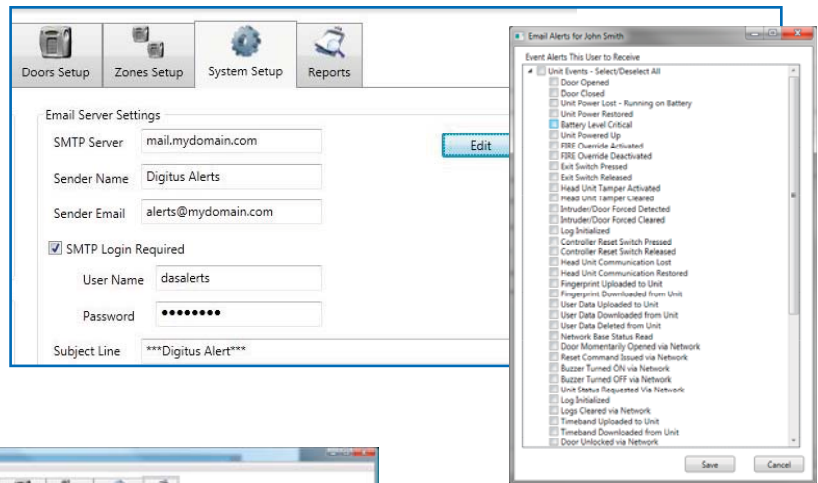 Doors Setup Zones Setup System Setup Reports
Email Server Settings
SMTP Server mail.mydomain.com Edit
Sender Name Digitus Alerts
Sender Email alerts@mydomain.com
SMTP Login Required
User Name dasalerts
Password ●●●●●●●●
Subject Line ***Digitus Alert***
Email Alerts for John Smith
Event Alerts This User to Receive
Unit Events - Select/Deselect All
Door Opened
Door Closed
Unit Power Lost - Running on Battery
Unit Power Restored
Battery Level Critical
Unit Powered Up
FIRE Override Activated
FIRE Override Deactivated
Exit Switch Pressed
Exit Switch Released
Head Unit Tamper Activated
Head Unit Tamper Cleared
Intruder/Door Forced Detected
Intruder/Door Forced Cleared
Log Initialized
Controller Reset Switch Pressed
Controller Reset Switch Released
Head Unit Communication Lost
Head Unit Communication Restored
Fingerprint Uploaded to Unit
Fingerprint Downloaded from Unit
User Data Uploaded to Unit
User Data Downloaded from Unit
User Data Deleted from Unit
Network Base Status Read
Door Momentarily Opened via Network
Reset Command Issued via Network
Buzzer Turned ON via Network
Buzzer Turned OFF via Network
Unit Status Requested Via Network
Log Initialized
Logs Cleared via Network
Timeband Uploaded to Unit
Timeband Downloaded from Unit
Door Unlocked via Network
Save Cancel